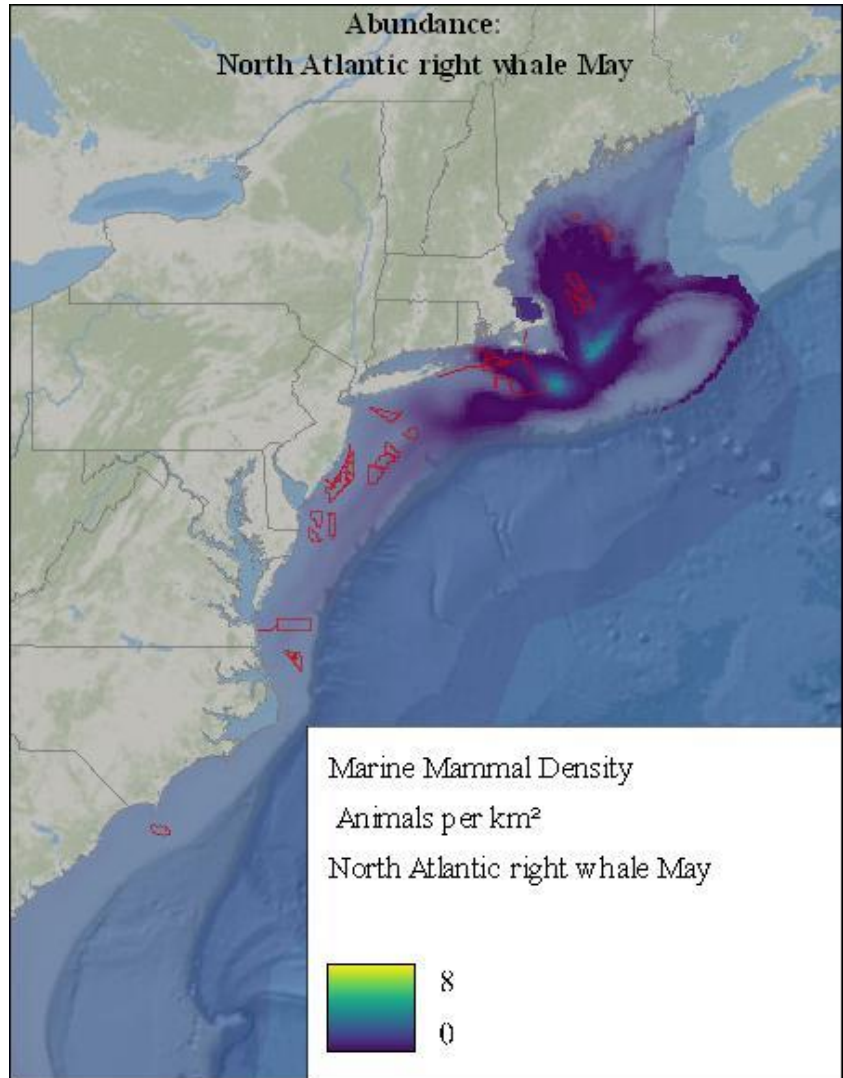 Abundance:
North Atlantic right whale May
Marine Mammal Density
Animals per km²
North Atlantic right whale May
8
0